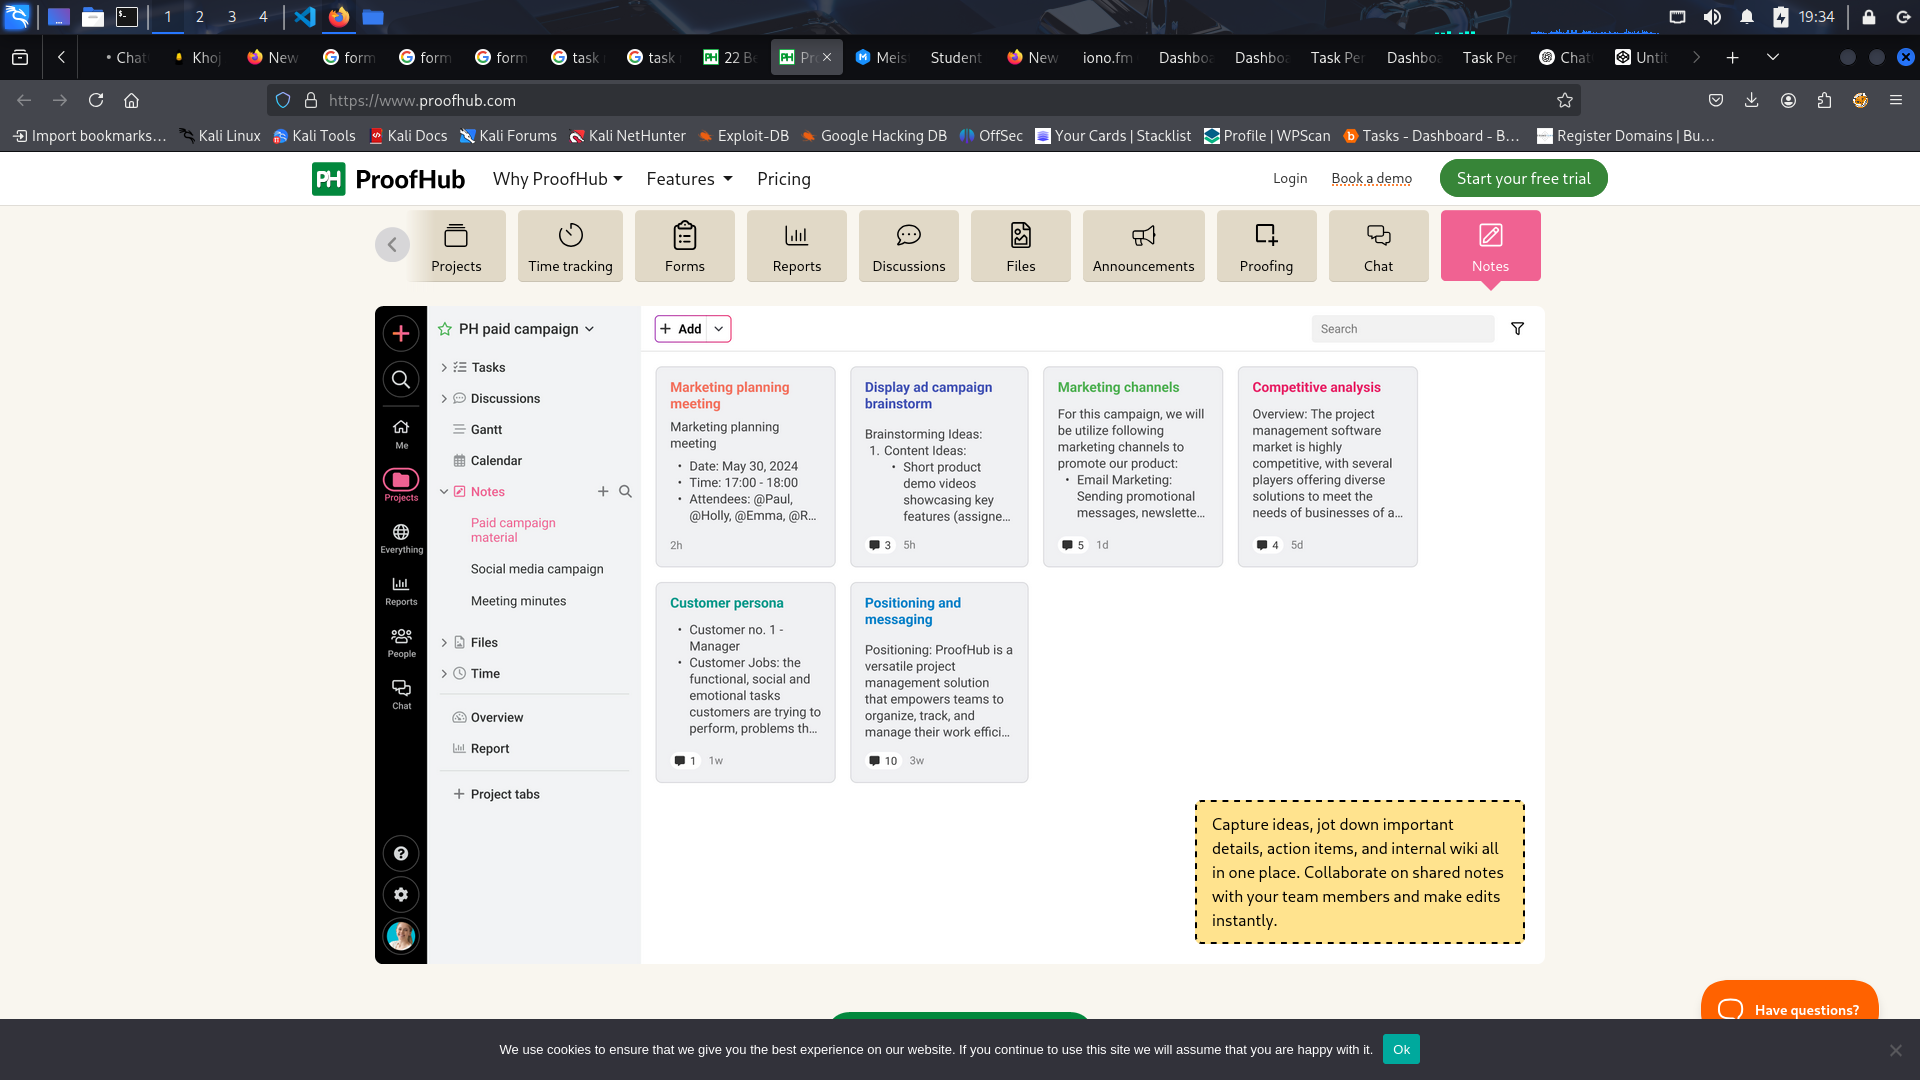 1 2 3 4 19:34
Chat Khoj New form form form task task 22 Be Pr Meis Student New iono.fm Dashbo Dashbo Task Per Dashbo Task Per Chat Untit
https://www.proofhub.com
Import bookmarks... Kali Linux Kali Tools Kali Docs Kali Forums Kali NetHunter Exploit-DB Google Hacking DB OffSec Your Cards | Stacklist Profile | WPScan Tasks - Dashboard - B... Register Domains | Bu...
PH ProofHub Why ProofHub Features Pricing Login Book a demo Start your free trial
Projects Time tracking Forms Reports Discussions Files Announcements Proofing Chat Notes
PH paid campaign
Tasks
Discussions
Gantt
Calendar
Notes
Paid campaign
material
Social media campaign
Meeting minutes
Files
Time
Overview
Report
Project tabs
Me
Projects
Everything
Reports
People
Chat
Add
Search
Marketing planning
meeting
Marketing planning
meeting
• Date: May 30, 2024
• Time: 17:00 - 18:00
• Attendees: @Paul,
@Holly, @Emma, @R...
2h
Display ad campaign
brainstorm
Brainstorming Ideas:
1. Content Ideas:
• Short product
demo videos
showcasing key
features (assigne...
3 5h
Marketing channels
For this campaign, we will
be utilize following
marketing channels to
promote our product:
• Email Marketing:
Sending promotional
messages, newslette...
5 1d
Competitive analysis
Overview: The project
management software
market is highly
competitive, with several
players offering diverse
solutions to meet the
needs of businesses of a...
4 5d
Customer persona
• Customer no. 1 -
Manager
• Customer Jobs: the
functional, social and
emotional tasks
customers are trying to
perform, problems th...
1 1w
Positioning and
messaging
Positioning: ProofHub is a
versatile project
management solution
that empowers teams to
organize, track, and
manage their work effici...
10 3w
Capture ideas, jot down important
details, action items, and internal wiki all
in one place. Collaborate on shared notes
with your team members and make edits
instantly.
Have questions?
We use cookies to ensure that we give you the best experience on our website. If you continue to use this site we will assume that you are happy with it. Ok